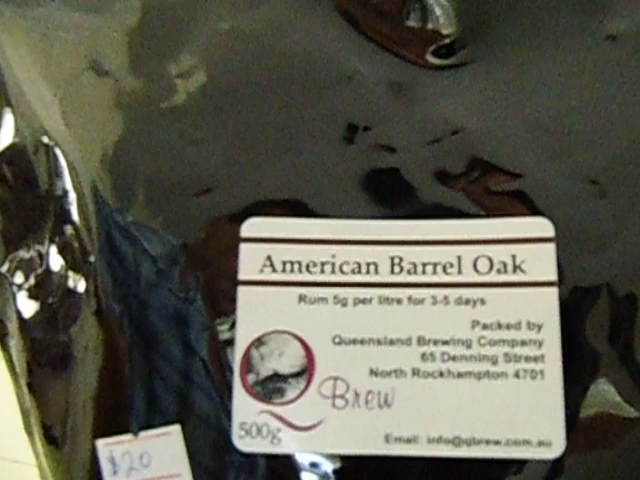 American Barrel Oak
Rum 5g per litre for 3-5 days
Packed by
Queensland Brewing Company
65 Denning Street
North Rockhampton 4701
Q Brew
500g
Email: info@qbrew.com.au
$20